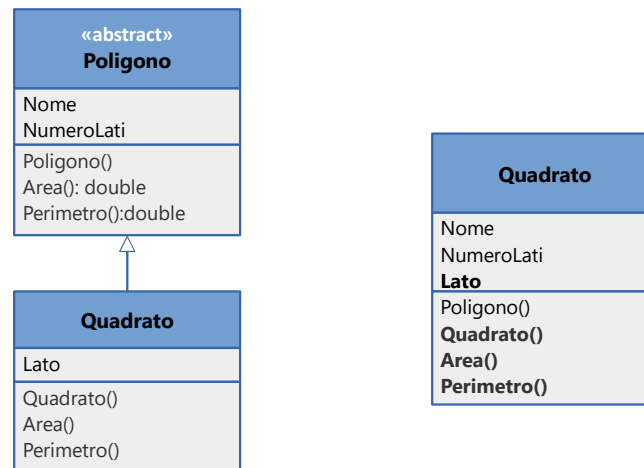 «abstract»
Poligono
Nome
NumeroLati
Poligono()
Area(): double
Perimetro():double
Quadrato
Lato
Quadrato()
Area()
Perimetro()
Quadrato
Nome
NumeroLati
Lato
Poligono()
Quadrato()
Area()
Perimetro()